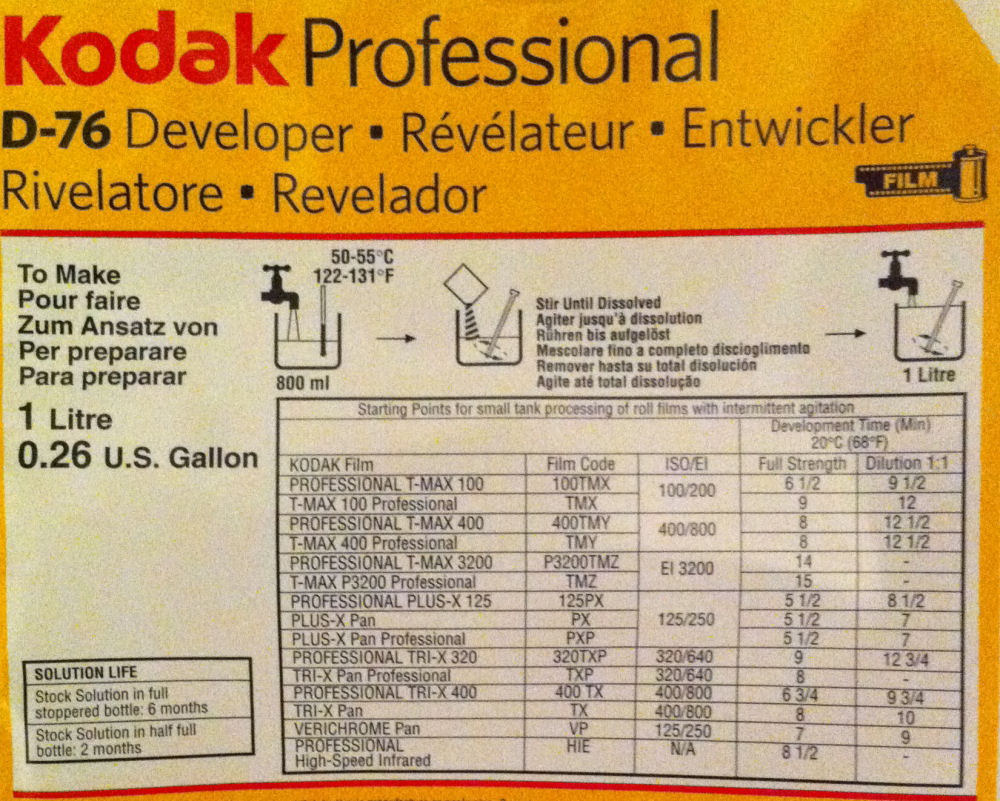 Kodak Professional
D-76 Developer ▪ Révélateur ▪ Entwickler
Rivelatore ▪ Revelador
FILM
To Make
Pour faire
Zum Ansatz von
Per preparare
Para preparar
1 Litre
0.26 U.S. Gallon
50-55°C
122-131°F
800 ml
Stir Until Dissolved
Agiter jusqu'à dissolution
Rühren bis aufgelöst
Mescolare fino a completo discioglimento
Remover hasta su total disolución
Agite até total dissolução
1 Litre
Starting Points for small tank processing of roll films with intermittent agitation
Development Time (Min)
20°C (68°F)
KODAK Film Film Code ISO/EI Full Strength Dilution 1:1
PROFESSIONAL T-MAX 100 100TMX 100/200 6 1/2 9 1/2
T-MAX 100 Professional TMX 9 12
PROFESSIONAL T-MAX 400 400TMY 400/800 8 12 1/2
T-MAX 400 Professional TMY 8 12 1/2
PROFESSIONAL T-MAX 3200 P3200TMZ EI 3200 14 -
T-MAX P3200 Professional TMZ 15 -
PROFESSIONAL PLUS-X 125 125PX 125/250 5 1/2 8 1/2
PLUS-X Pan PX 5 1/2 7
PLUS-X Pan Professional PXP 5 1/2 7
PROFESSIONAL TRI-X 320 320TXP 320/640 9 12 3/4
TRI-X Pan Professional TXP 320/640 8 -
PROFESSIONAL TRI-X 400 400 TX 400/800 6 3/4 9 3/4
TRI-X Pan TX 400/800 8 10
VERICHROME Pan VP 125/250 7 9
PROFESSIONAL HIE N/A 8 1/2 -
High-Speed Infrared
SOLUTION LIFE
Stock Solution in full
stoppered bottle: 6 months
Stock Solution in half full
bottle: 2 months